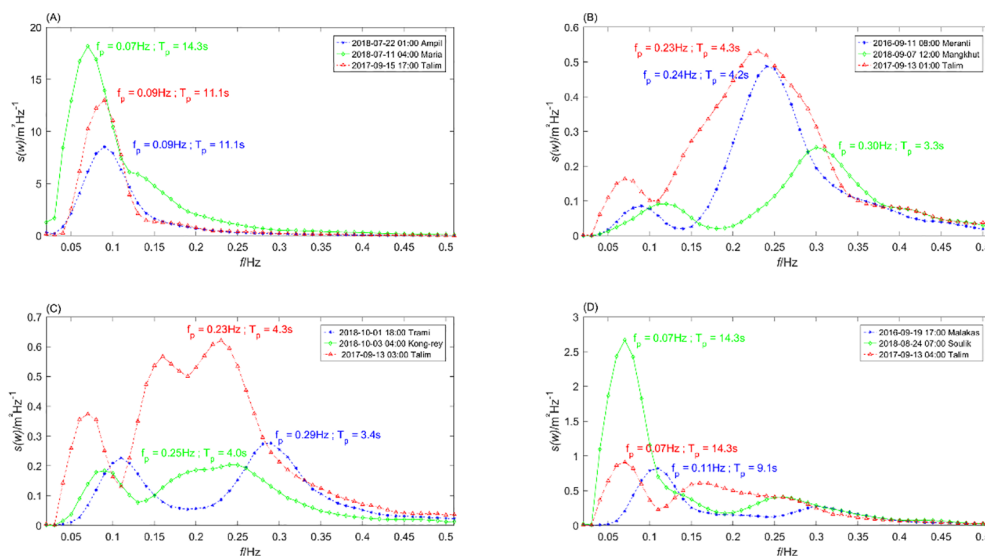 (A)
20
15
10
5
0
s(w)/m²Hz⁻¹
0.05 0.1 0.15 0.2 0.25 0.3 0.35 0.4 0.45 0.5
f/Hz
f_p = 0.07Hz ; T_p = 14.3s
f_p = 0.09Hz ; T_p = 11.1s
f_p = 0.09Hz ; T_p = 11.1s
2018-07-22 01:00 Ampil
2018-07-11 04:00 Maria
2017-09-15 17:00 Talim
(B)
0.6
0.5
0.4
0.3
0.2
0.1
0
s(w)/m²Hz⁻¹
0.05 0.1 0.15 0.2 0.25 0.3 0.35 0.4 0.45
f/Hz
f_p = 0.23Hz ; T_p = 4.3s
f_p = 0.24Hz ; T_p = 4.2s
f_p = 0.30Hz ; T_p = 3.3s
2016-09-11 08:00 Meranli
2018-09-07 12:00 Mangkhut
2017-09-13 01:00 Talim
(C)
0.7
0.6
0.5
0.4
0.3
0.2
0.1
0
s(w)/m²Hz⁻¹
0.05 0.1 0.15 0.2 0.25 0.3 0.35 0.4 0.45 0.5
f/Hz
f_p = 0.23Hz ; T_p = 4.3s
f_p = 0.29Hz ; T_p = 3.4s
f_p = 0.25Hz ; T_p = 4.0s
2018-10-01 18:00 Trami
2018-10-03 04:00 Kong-rey
2017-09-13 03:00 Talim
(D)
3
2
1
0
s(w)/m²Hz⁻¹
0.05 0.1 0.15 0.2 0.25 0.3 0.35 0.4 0.45
f/Hz
f_p = 0.07Hz ; T_p = 14.3s
f_p = 0.07Hz ; T_p = 14.3s
f_p = 0.11Hz ; T_p = 9.1s
2016-09-19 17:00 Malakas
2018-08-24 07:00 Soulik
2017-09-13 04:00 Talim